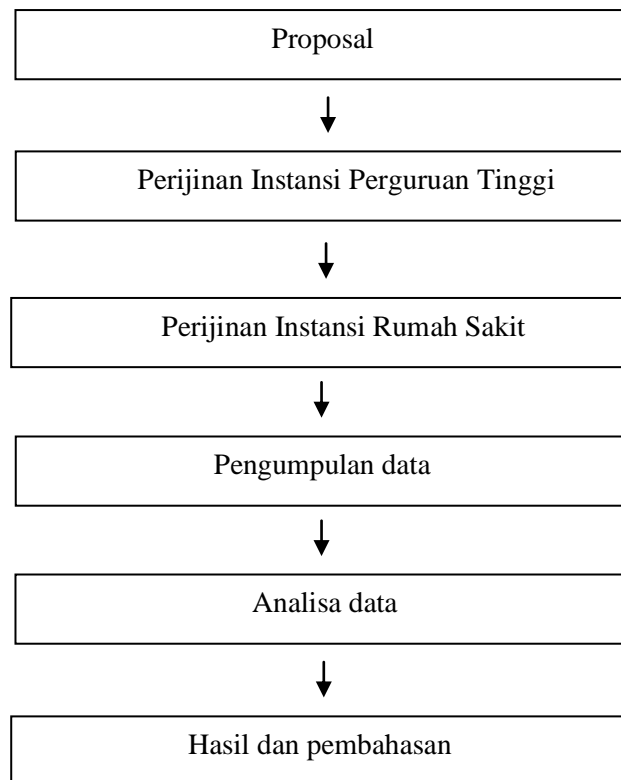 Proposal
Perijinan Instansi Perguruan Tinggi
Perijinan Instansi Rumah Sakit
Pengumpulan data
Analisa data
Hasil dan pembahasan